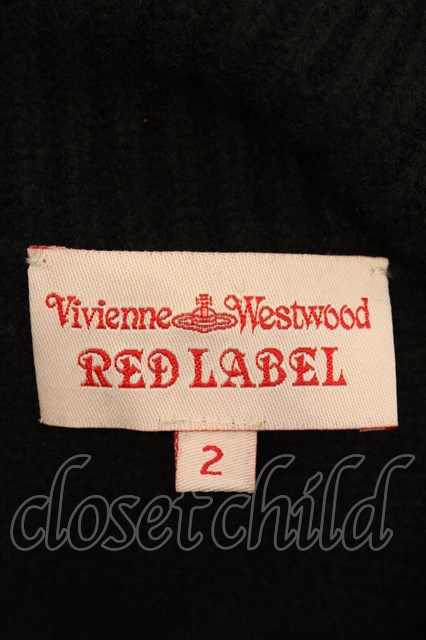 Vivienne Westwood
RED LABEL
2
closetchild